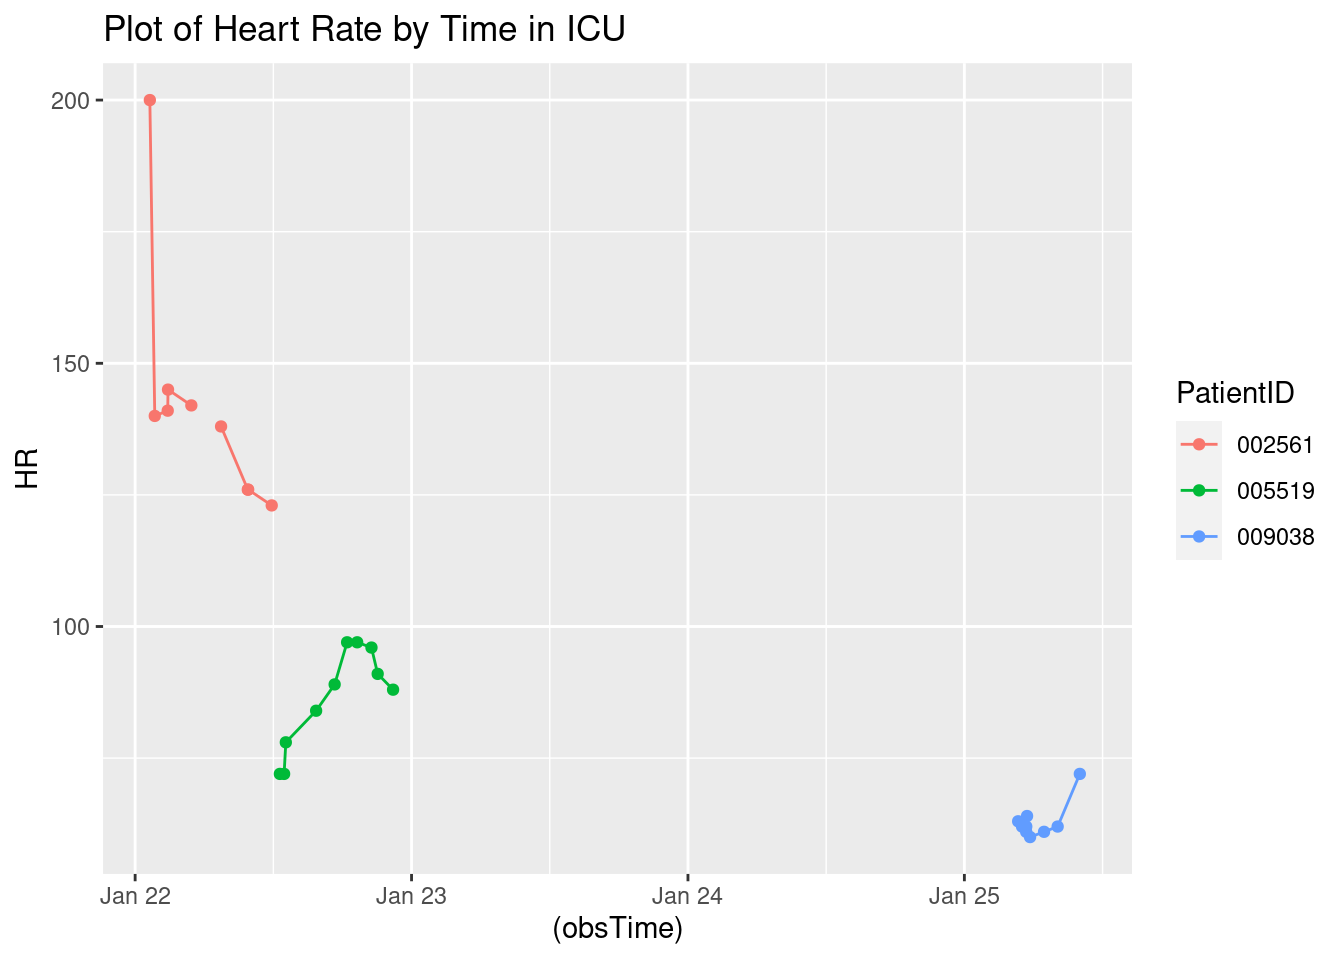 Plot of Heart Rate by Time in ICU
200
150
100
HR
Jan 22
Jan 23
Jan 24
Jan 25
(obsTime)
PatientID
002561
005519
009038